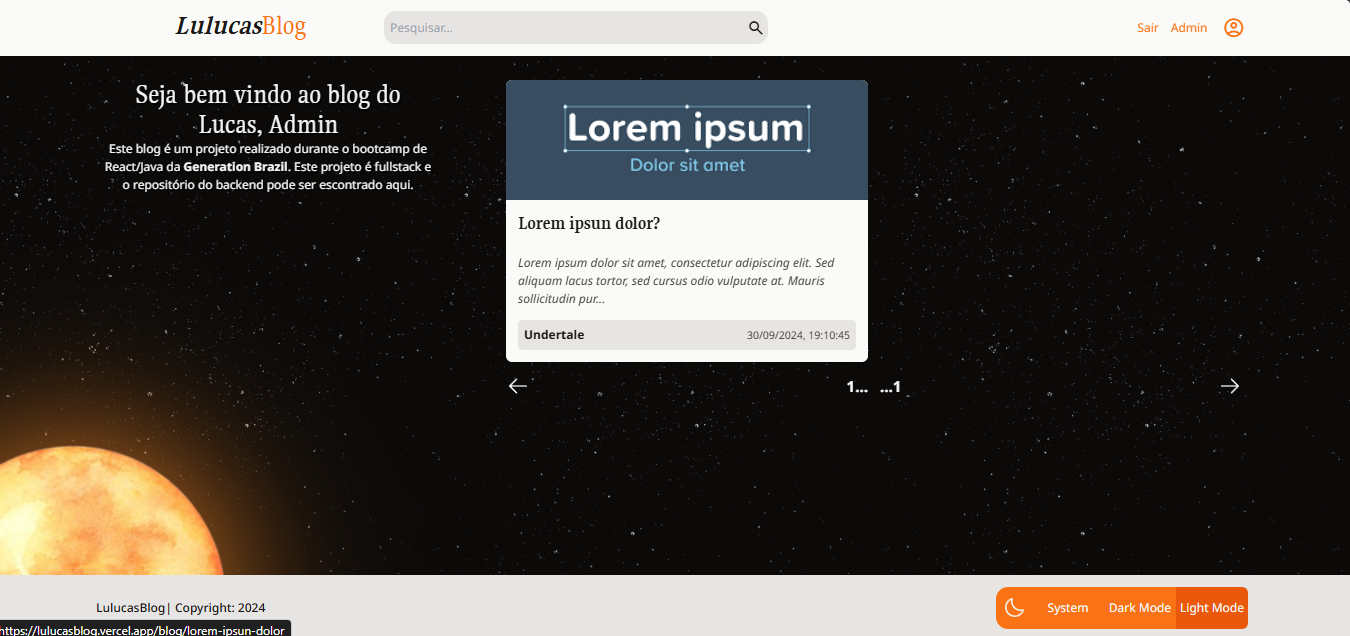 LulucasBlog
Pesquisar...
Sair
Admin
Seja bem vindo ao blog do
Lucas, Admin
Este blog é um projeto realizado durante o bootcamp de
React/Java da Generation Brazil. Este projeto é fullstack e
o repositório do backend pode ser escontrado aqui.
Lorem ipsum
Dolor sit amet
Lorem ipsun dolor?
Lorem ipsum dolor sit amet, consectetur adipiscing elit. Sed
aliquam lacus tortor, sed cursus odio vulputate at. Mauris
sollicitudin pur...
Undertale
30/09/2024, 19:10:45
1... ...1
LulucasBlog| Copyright: 2024
System
Dark Mode
Light Mode
https://lulucasblog.vercel.app/blog/lorem-ipsun-dolor